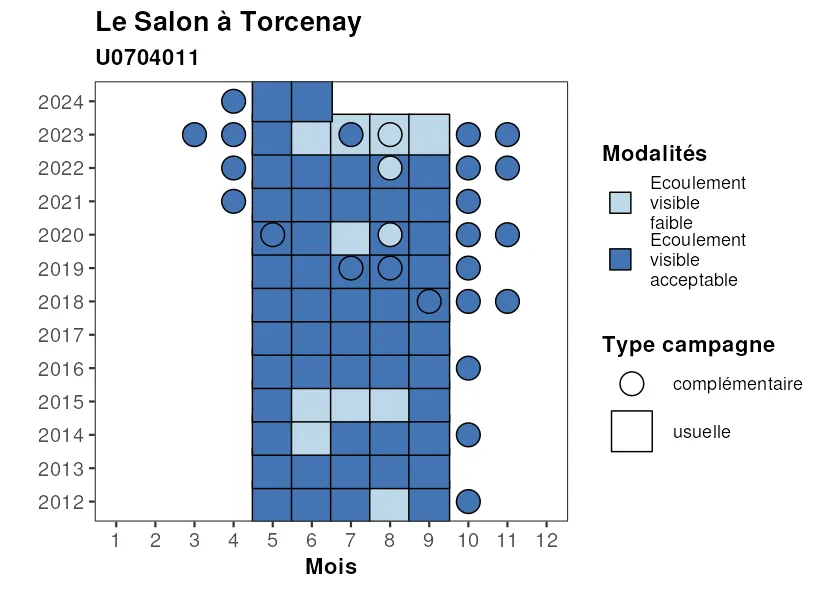 Le Salon à Torcenay
U0704011
2024
2023
2022
2021
2020
2019
2018
2017
2016
2015
2014
2013
2012
1 2 3 4 5 6 7 8 9 10 11 12
Mois
Modalités
Ecoulement
visible
faible
Ecoulement
visible
acceptable
Type campagne
complémentaire
usuelle